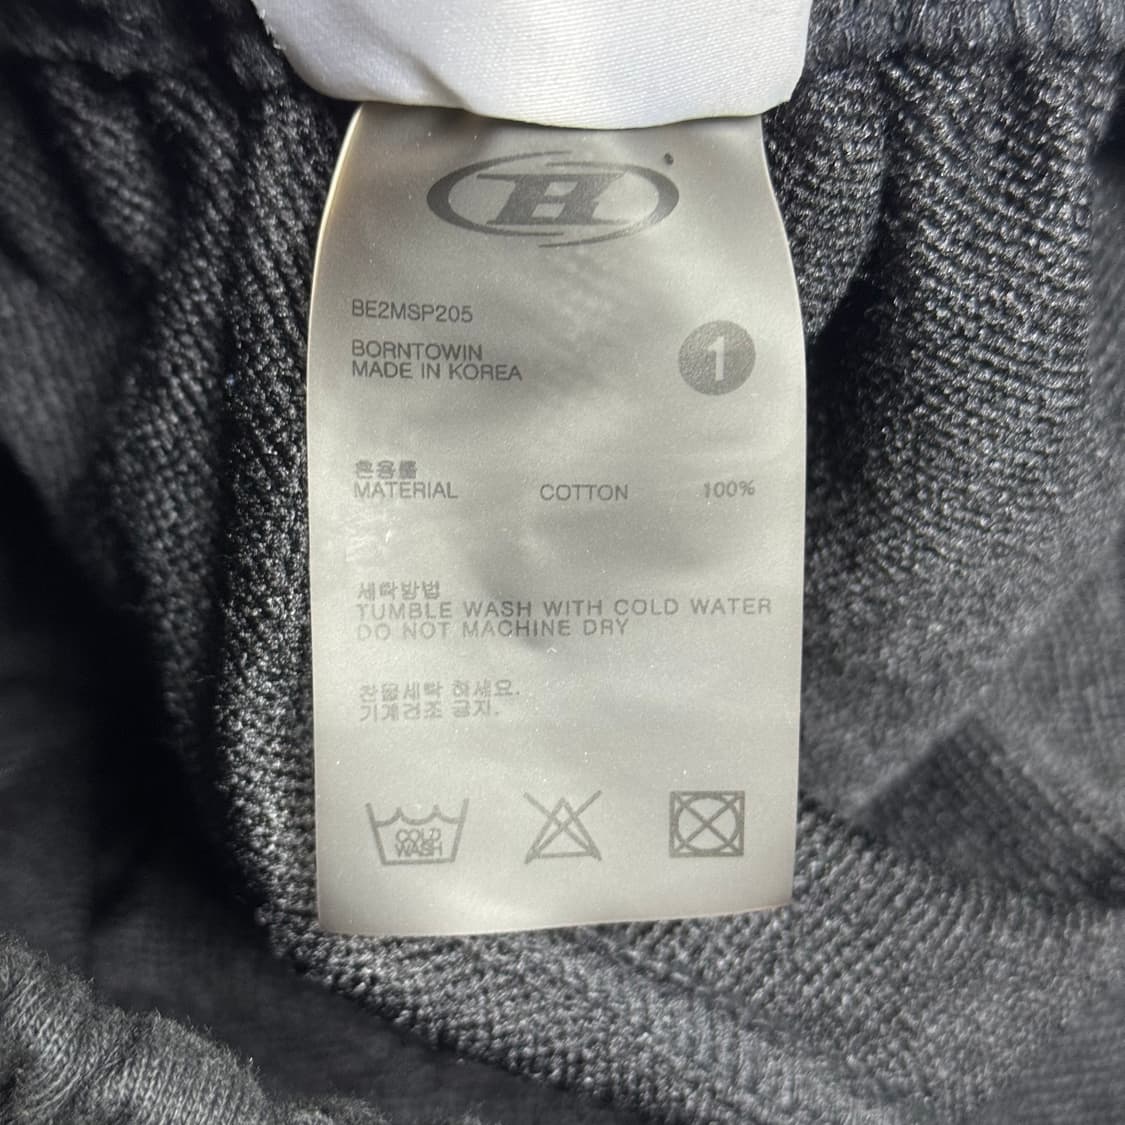 B
BE2MSP205
BORNTOWIN
MADE IN KOREA
1
혼용률
MATERIAL COTTON 100%
세탁방법
TUMBLE WASH WITH COLD WATER
DO NOT MACHINE DRY
찬물세탁 하세요.
기계건조 금지.
COLD
WASH